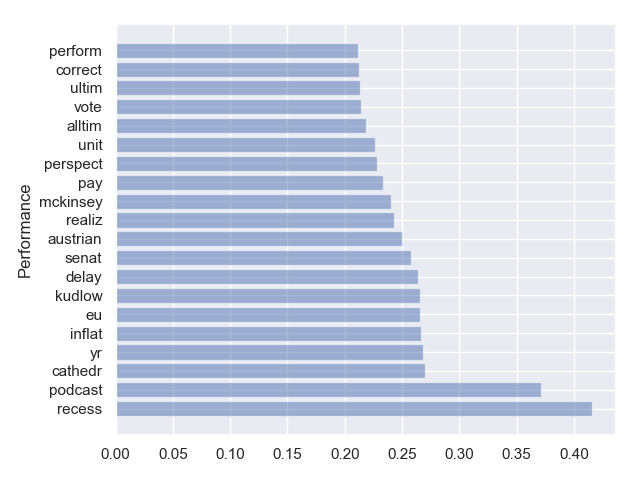 perform
correct
ultim
vote
alltim
unit
perspect
pay
mckinsey
realiz
austrian
senat
delay
kudlow
eu
inflat
yr
cathedr
podcast
recess
Performance
0.00 0.05 0.10 0.15 0.20 0.25 0.30 0.35 0.40